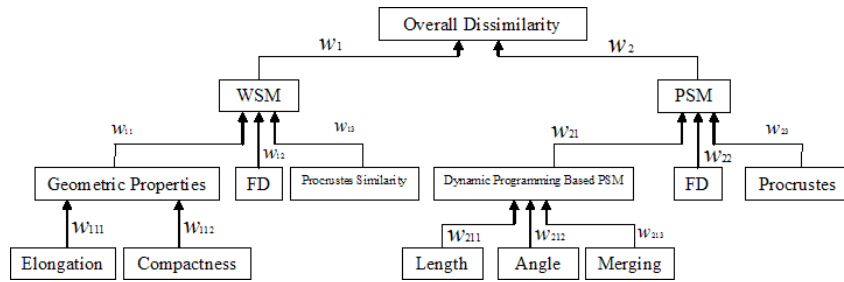 Overall Dissimilarity
w1 w2
WSM PSM
w11 w12 w13 w21 w22 w23
Geometric Properties FD Procrustes Similarity Dynamic Programming Based PSM FD Procrustes
w111 w112 w211 w212 w213
Elongation Compactness Length Angle Merging